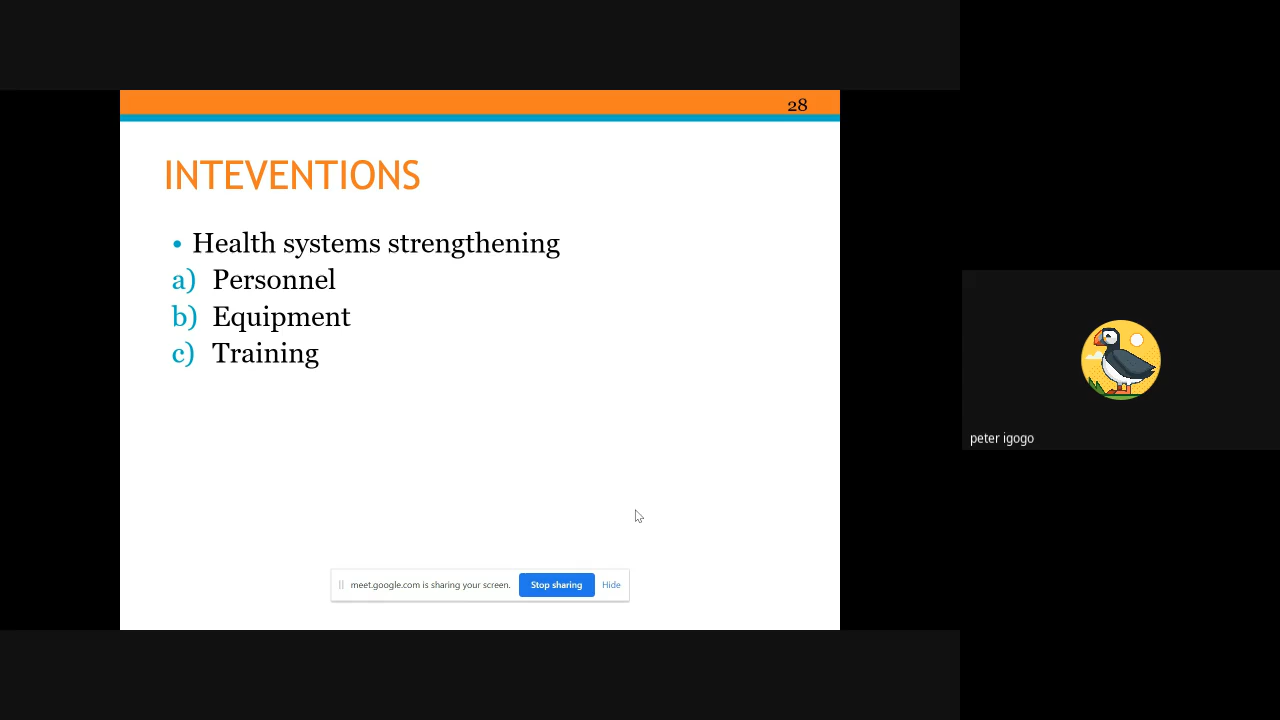 28
INTEVENTIONS
• Health systems strengthening
a) Personnel
b) Equipment
c) Training
meet.google.com is sharing your screen. Stop sharing Hide
peter igogo